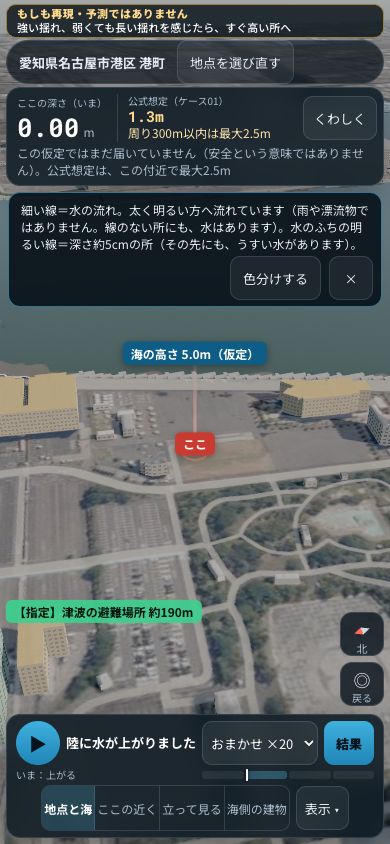 もしも再現・予測ではありません
強い揺れ、弱くても長い揺れを感じたら、すぐ高い所へ
愛知県名古屋市港区 港町
地点を選び直す
ここの深さ（いま）
0.00 m
公式想定（ケース01）
1.3m
周り300m以内は最大2.5m
くわしく
この仮定ではまだ届いていません（安全という意味ではありませ
ん）。公式想定は、この付近で最大2.5m
細い線＝水の流れ。太く明るい方へ流れています（雨や漂流物で
はありません。線のない所にも、水はあります）。水のふちの明
るい線＝深さ約5cmの所（その先にも、うすい水があります）。
色分けする
×
海の高さ 5.0m（仮定）
ここ
【指定】津波の避難場所 約190m
北
◎
戻る
▶
陸に水が上がりました
おまかせ ×20
結果
いま：上がる
地点と海
ここの近く
立って見る
海側の建物
表示 ▾